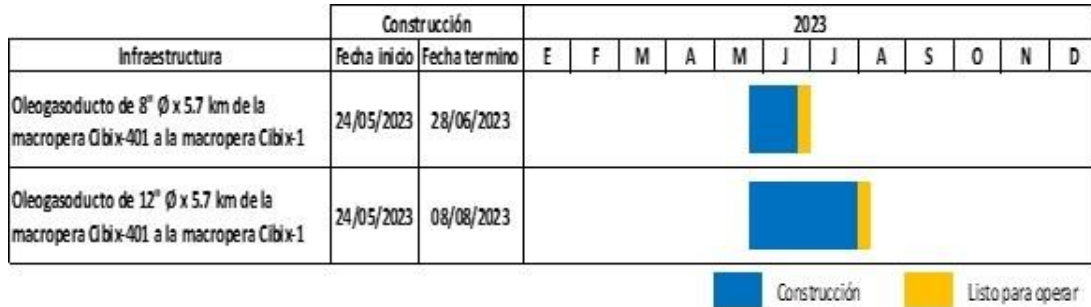 Construcción 2023
Infraestructura Fecha inicio Fecha termino E F M A M J J A S O N D
Oleogasoducto de 8" Ø x 5.7 km de la
macropera Cibix-401 a la macropera Cibix-1
24/05/2023 28/06/2023
Oleogasoducto de 12" Ø x 5.7 km de la
macropera Cibix-401 a la macropera Cibix-1
24/05/2023 08/08/2023
Construcción Listo para operar